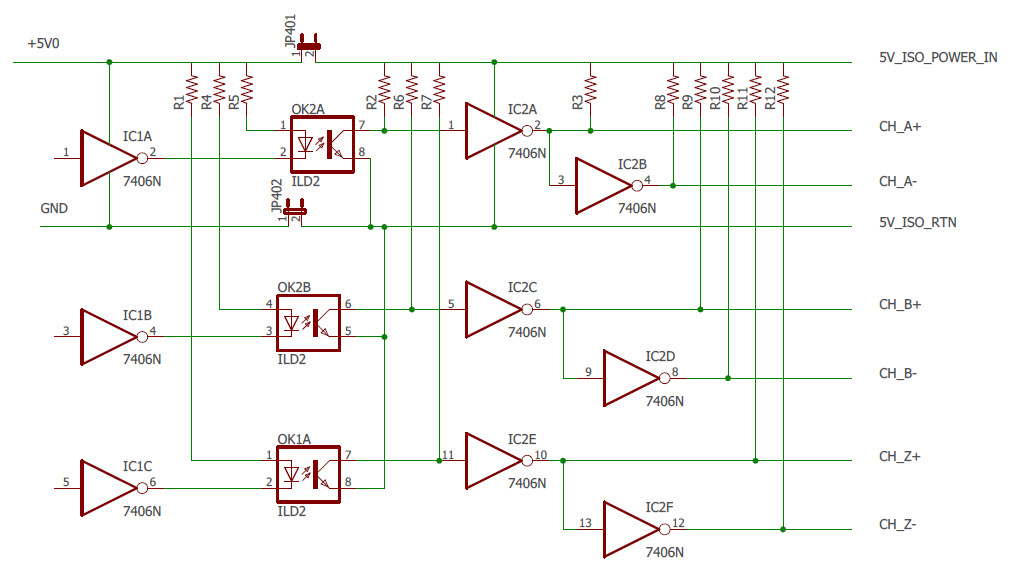 JP401
+5V0
1 2
5V_ISO_POWER_IN
R1 R4 R5 R2 R6 R7 R3 R8 R9 R10 R11 R12
OK2A
IC2A
1 7 1 2
CH_A+
IC1A
1 2
2 8
7406N
IC2B
7406N
ILD2
3 4
CH_A-
JP402
GND
7406N
1 2
5V_ISO_RTN
OK2B
IC2C
4 6 5 6
CH_B+
IC1B
3 4
3 5
7406N
7406N
ILD2
IC2D
9 8
CH_B-
7406N
OK1A
IC2E
1 7 11 10
CH_Z+
IC1C
5 6
2 8
7406N
7406N
ILD2
IC2F
13 12
CH_Z-
7406N